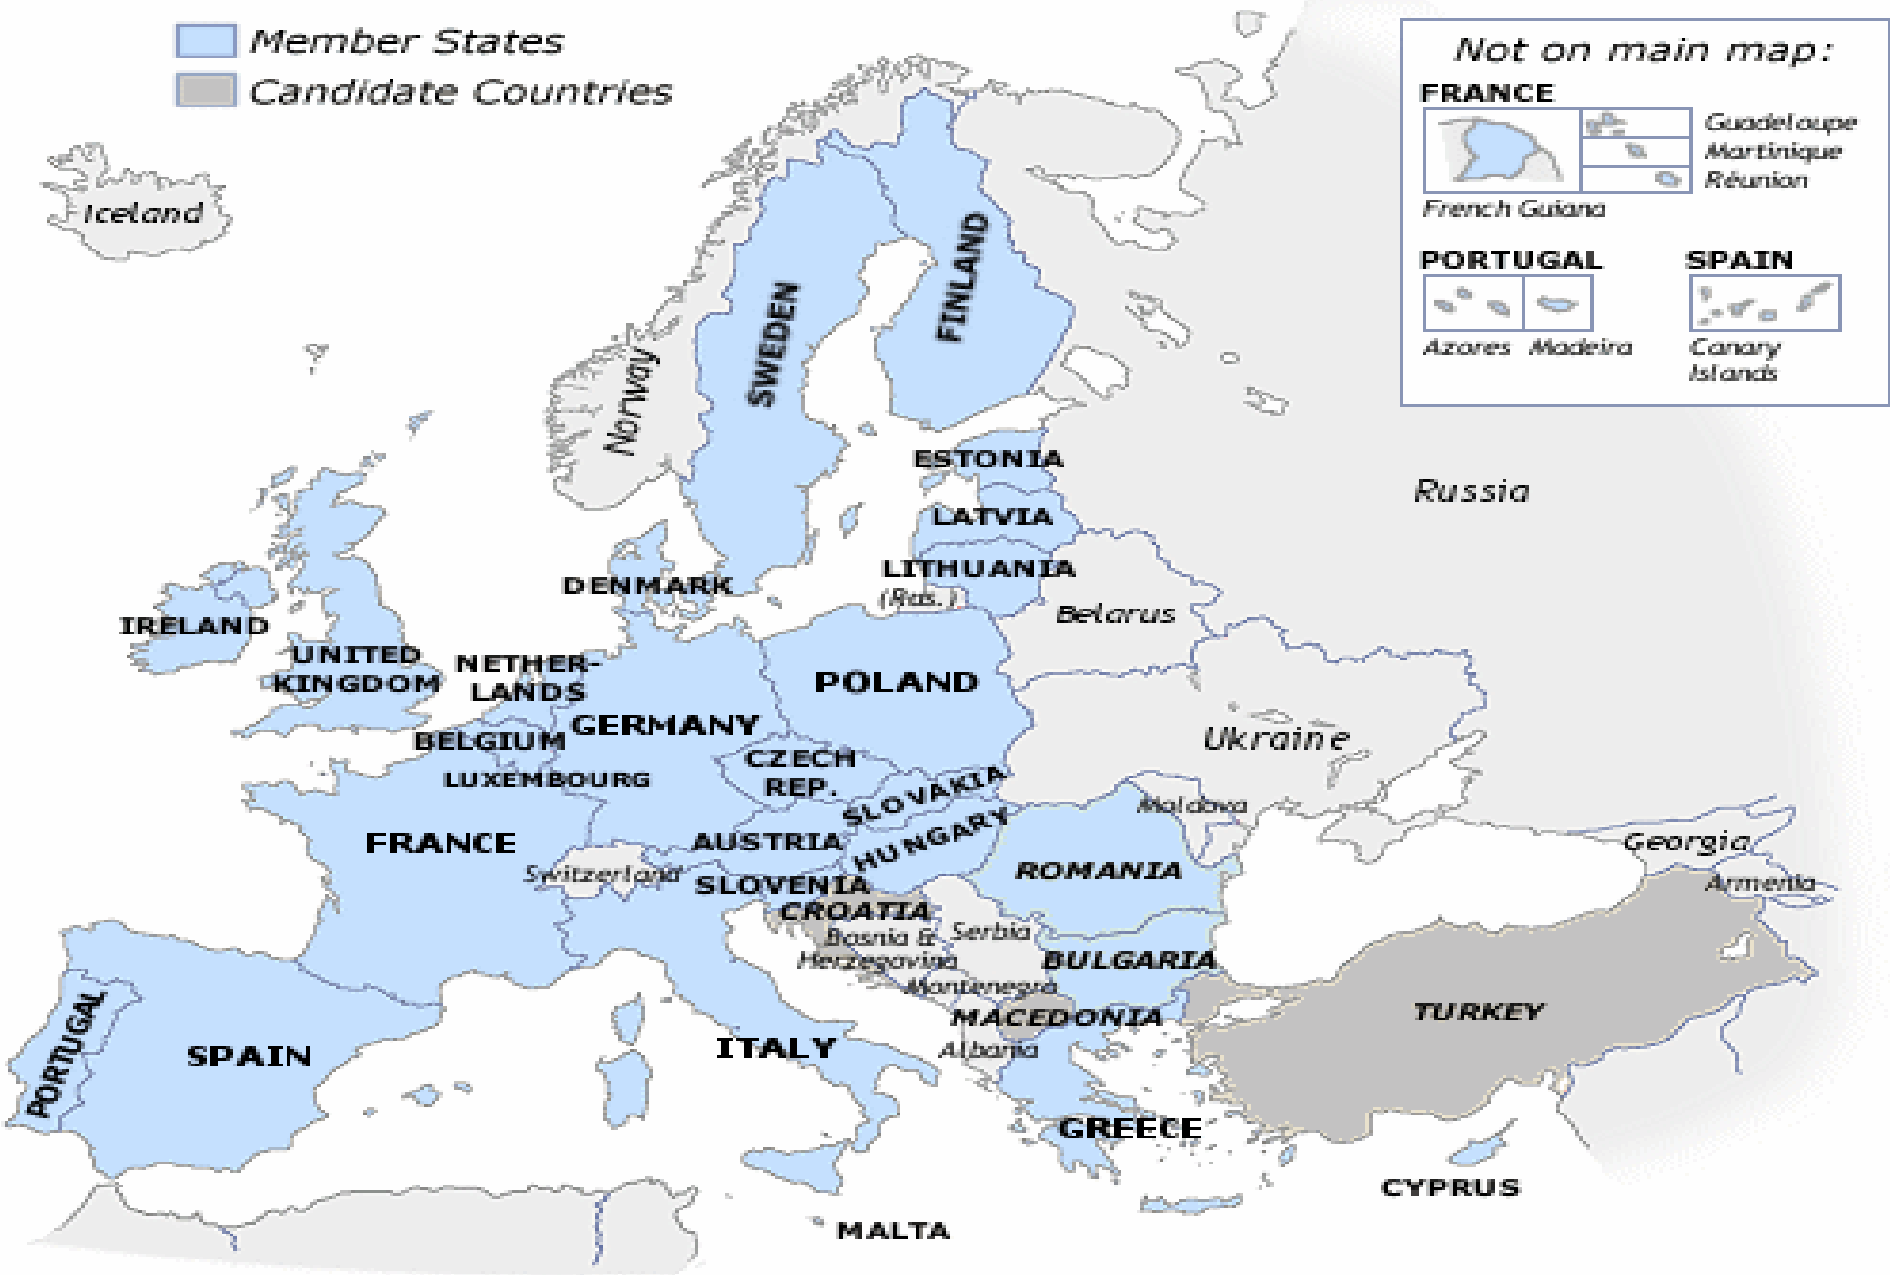 Member States
Candidate Countries
Not on main map:
FRANCE
Guadeloupe
Martinique
Réunion
French Guiana
PORTUGAL
SPAIN
Azores
Madeira
Canary
Islands
Iceland
Norway
SWEDEN
FINLAND
ESTONIA
LATVIA
LITHUANIA
(Rus.)
Russia
DENMARK
IRELAND
UNITED
KINGDOM
NETHER-
LANDS
BELGIUM
LUXEMBOURG
GERMANY
POLAND
Belarus
Ukraine
CZECH
REP.
SLOVAKIA
Moldova
FRANCE
AUSTRIA
HUNGARY
ROMANIA
Switzerland
SLOVENIA
CROATIA
Bosnia &
Herzegovina
Serbia
Montenegro
BULGARIA
MACEDONIA
Albania
Georgia
Armenia
TURKEY
PORTUGAL
SPAIN
ITALY
GREECE
CYPRUS
MALTA